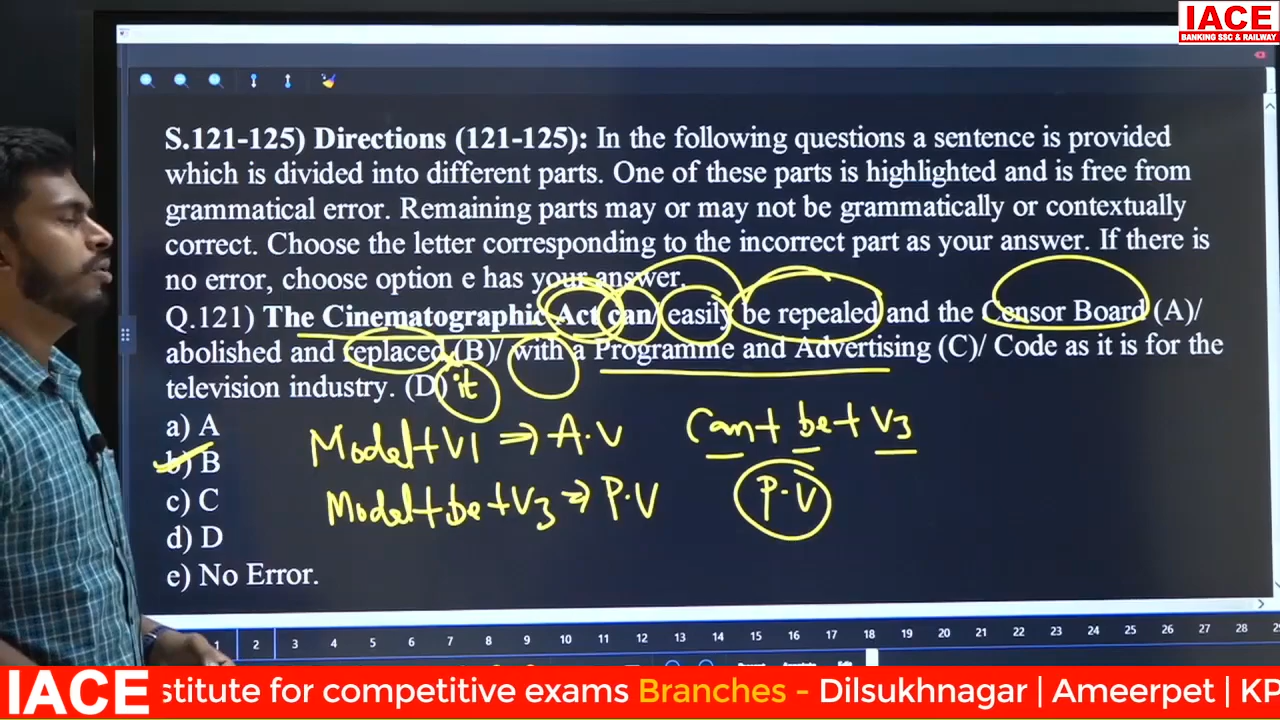 IACE
BANKING SSC & RAILWAY
S.121-125) Directions (121-125): In the following questions a sentence is provided
which is divided into different parts. One of these parts is highlighted and is free from
grammatical error. Remaining parts may or may not be grammatically or contextually
correct. Choose the letter corresponding to the incorrect part as your answer. If there is
no error, choose option e has your answer.
Q.121) The Cinematographic Act can/ easily be repealed and the Censor Board (A)/
abolished and replaced (B)/ with a Programme and Advertising (C)/ Code as it is for the
television industry. (D)
it
a) A
b) B
c) C
d) D
e) No Error.
Model+V1 ⇒ A.V
Can+ be+ V3
Model+be+V3 ⇒ P.V
P.V
1 2 3 4 5 6 7 8 9 10 11 12 13 14 15 16 17 18 19 20 21 22 23 24 25 26 27 28
IACE
stitute for competitive exams Branches - Dilsukhnagar | Ameerpet | KP